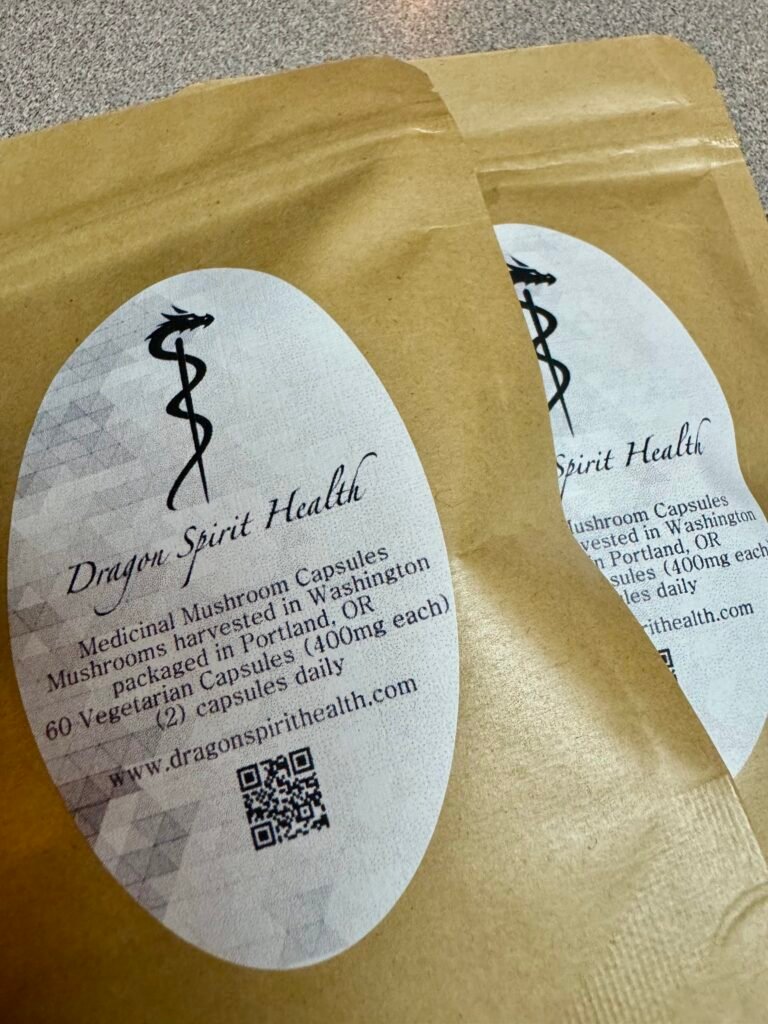 Dragon Spirit Health
Medicinal Mushroom Capsules
Mushrooms harvested in Washington
packaged in Portland, OR
60 Vegetarian Capsules (400mg each)
(2) capsules daily
www.dragonspirithealth.com
Spirit Health
Mushroom Capsules
vested in Washington
n Portland, OR
sules (400mg each
les daily
rithealth.com